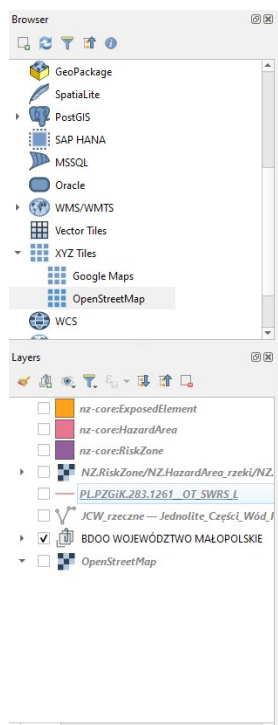 Browser
GeoPackage
SpatiaLite
PostGIS
SAP HANA
MSSQL
Oracle
WMS/WMTS
Vector Tiles
XYZ Tiles
Google Maps
OpenStreetMap
WCS
Layers
nz-core:ExposedElement
nz-core:HazardArea
nz-core:RiskZone
NZ.RiskZone/NZ.HazardArea_rzeki/NZ.
PL.PZGiK.283.1261__OT_SWRS_L
JCW_rzeczne — Jednolite_Części_Wód_
BDOO WOJEWÓDZTWO MAŁOPOLSKIE
OpenStreetMap